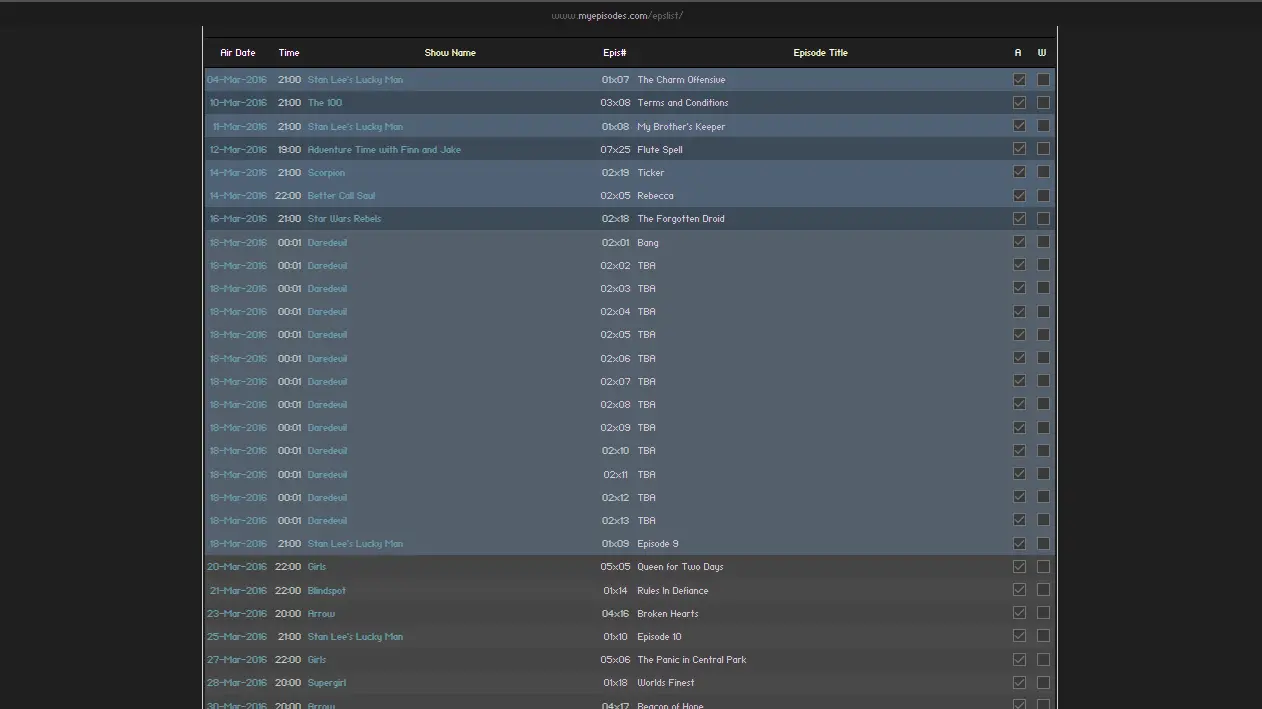 www.myepisodes.com/epslist/
Air Date Time Show Name Epis# Episode Title A W
04-Mar-2016 21:00 Stan Lee's Lucky Man 01x07 The Charm Offensive
10-Mar-2016 21:00 The 100 03x08 Terms and Conditions
11-Mar-2016 21:00 Stan Lee's Lucky Man 01x08 My Brother's Keeper
12-Mar-2016 19:00 Adventure Time with Finn and Jake 07x25 Flute Spell
14-Mar-2016 21:00 Scorpion 02x19 Ticker
14-Mar-2016 22:00 Better Call Saul 02x05 Rebecca
16-Mar-2016 21:00 Star Wars Rebels 02x18 The Forgotten Droid
18-Mar-2016 00:01 Daredevil 02x01 Bang
18-Mar-2016 00:01 Daredevil 02x02 TBA
18-Mar-2016 00:01 Daredevil 02x03 TBA
18-Mar-2016 00:01 Daredevil 02x04 TBA
18-Mar-2016 00:01 Daredevil 02x05 TBA
18-Mar-2016 00:01 Daredevil 02x06 TBA
18-Mar-2016 00:01 Daredevil 02x07 TBA
18-Mar-2016 00:01 Daredevil 02x08 TBA
18-Mar-2016 00:01 Daredevil 02x09 TBA
18-Mar-2016 00:01 Daredevil 02x10 TBA
18-Mar-2016 00:01 Daredevil 02x11 TBA
18-Mar-2016 00:01 Daredevil 02x12 TBA
18-Mar-2016 00:01 Daredevil 02x13 TBA
18-Mar-2016 21:00 Stan Lee's Lucky Man 01x09 Episode 9
20-Mar-2016 22:00 Girls 05x05 Queen for Two Days
21-Mar-2016 22:00 Blindspot 01x14 Rules In Defiance
23-Mar-2016 20:00 Arrow 04x16 Broken Hearts
25-Mar-2016 21:00 Stan Lee's Lucky Man 01x10 Episode 10
27-Mar-2016 22:00 Girls 05x06 The Panic in Central Park
28-Mar-2016 20:00 Supergirl 01x18 Worlds Finest
30-Mar-2016 20:00 Arrow 04x17 Beacon of Hope